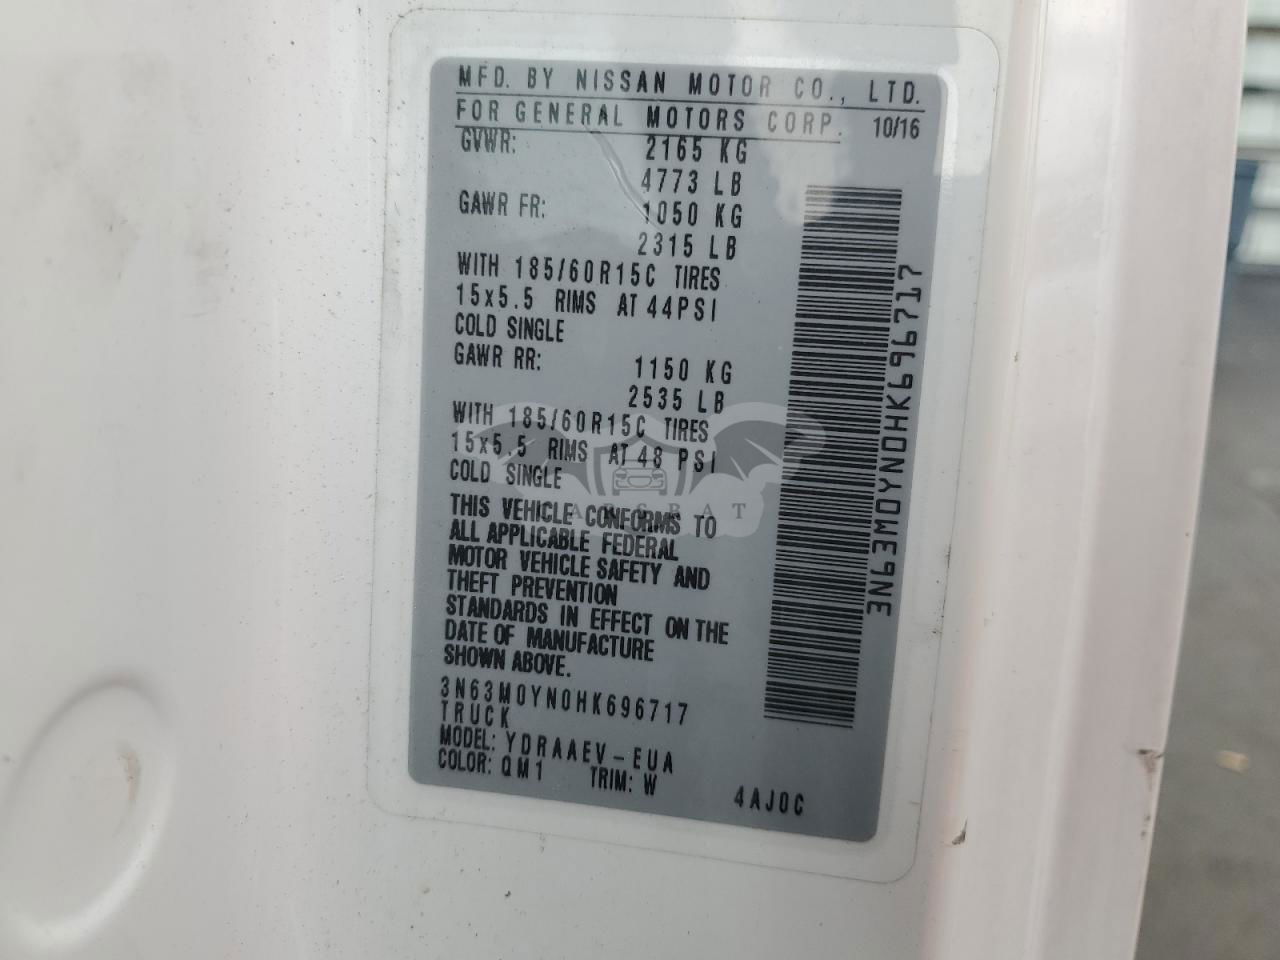 MFD. BY NISSAN MOTOR CO., LTD.
FOR GENERAL MOTORS CORP. 10/16
GVWR: 2165 KG
4773 LB
GAWR FR: 1050 KG
2315 LB
WITH 185/60R15C TIRES
15x5.5 RIMS AT 44PSI
COLD SINGLE
GAWR RR: 1150 KG
2535 LB
WITH 185/60R15C TIRES
15x5.5 RIMS AT 48 PSI
COLD SINGLE
THIS VEHICLE CONFORMS TO
ALL APPLICABLE FEDERAL
MOTOR VEHICLE SAFETY AND
THEFT PREVENTION
STANDARDS IN EFFECT ON THE
DATE OF MANUFACTURE
SHOWN ABOVE.
3N63M0YN0HK696717
TRUCK
MODEL: YDRAAEV-EUA
COLOR: QM1 TRIM: W 4AJ0C
3N63M0YN0HK696717
CARSBAT